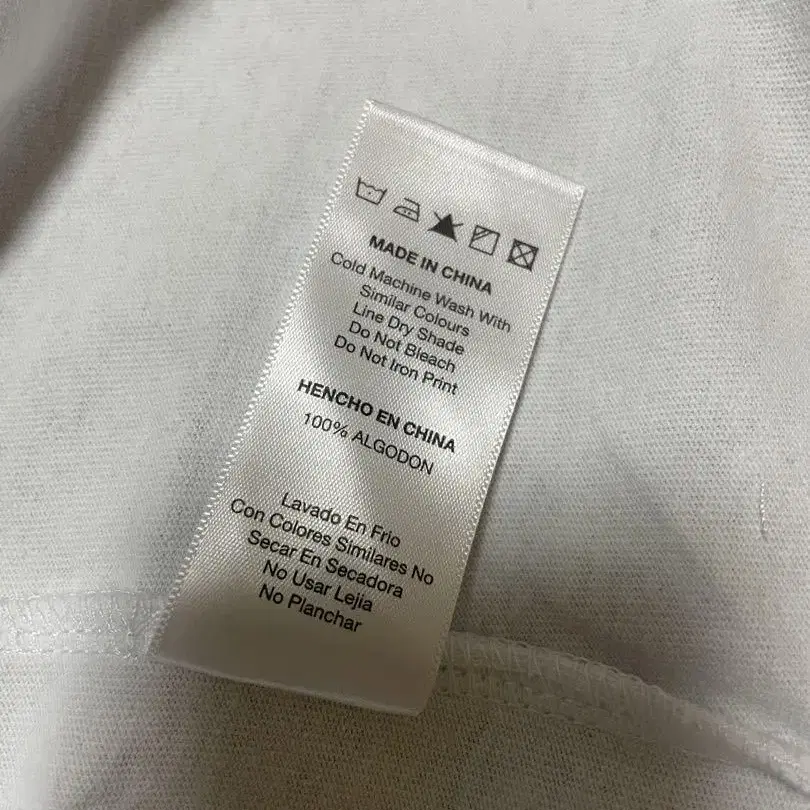 MADE IN CHINA
Cold Machine Wash With
Similar Colours
Line Dry Shade
Do Not Bleach
Do Not Iron Print
HENCHO EN CHINA
100% ALGODON
Lavado En Frio
Con Colores Similares No
Secar En Secadora
No Usar Lejia
No Planchar